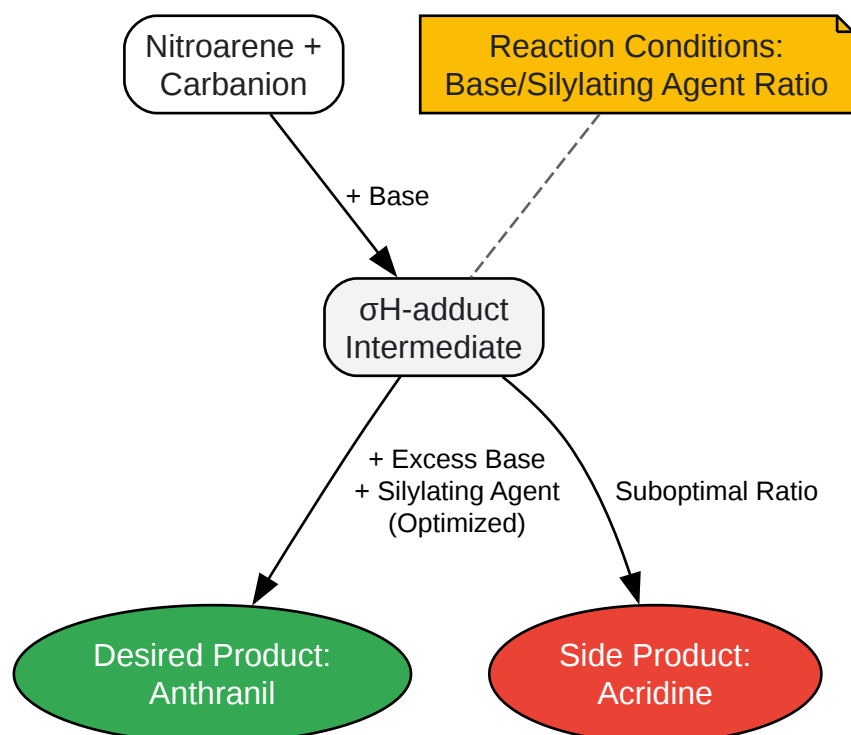 Nitroarene +
Carbanion
Reaction Conditions:
Base/Silylating Agent Ratio
+ Base
σH-adduct
Intermediate
+ Excess Base
+ Silylating Agent
(Optimized)
Suboptimal Ratio
Desired Product:
Anthranil
Side Product:
Acridine